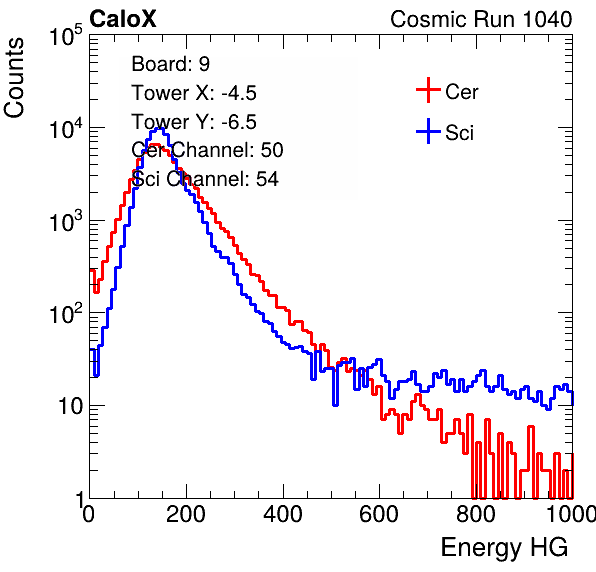 CaloX
Cosmic Run 1040
10^5
10^4
10^3
10^2
10
1
Counts
Board: 9
Tower X: -4.5
Tower Y: -6.5
Cer Channel: 50
Sci Channel: 54
Cer
Sci
0 200 400 600 800 1000
Energy HG